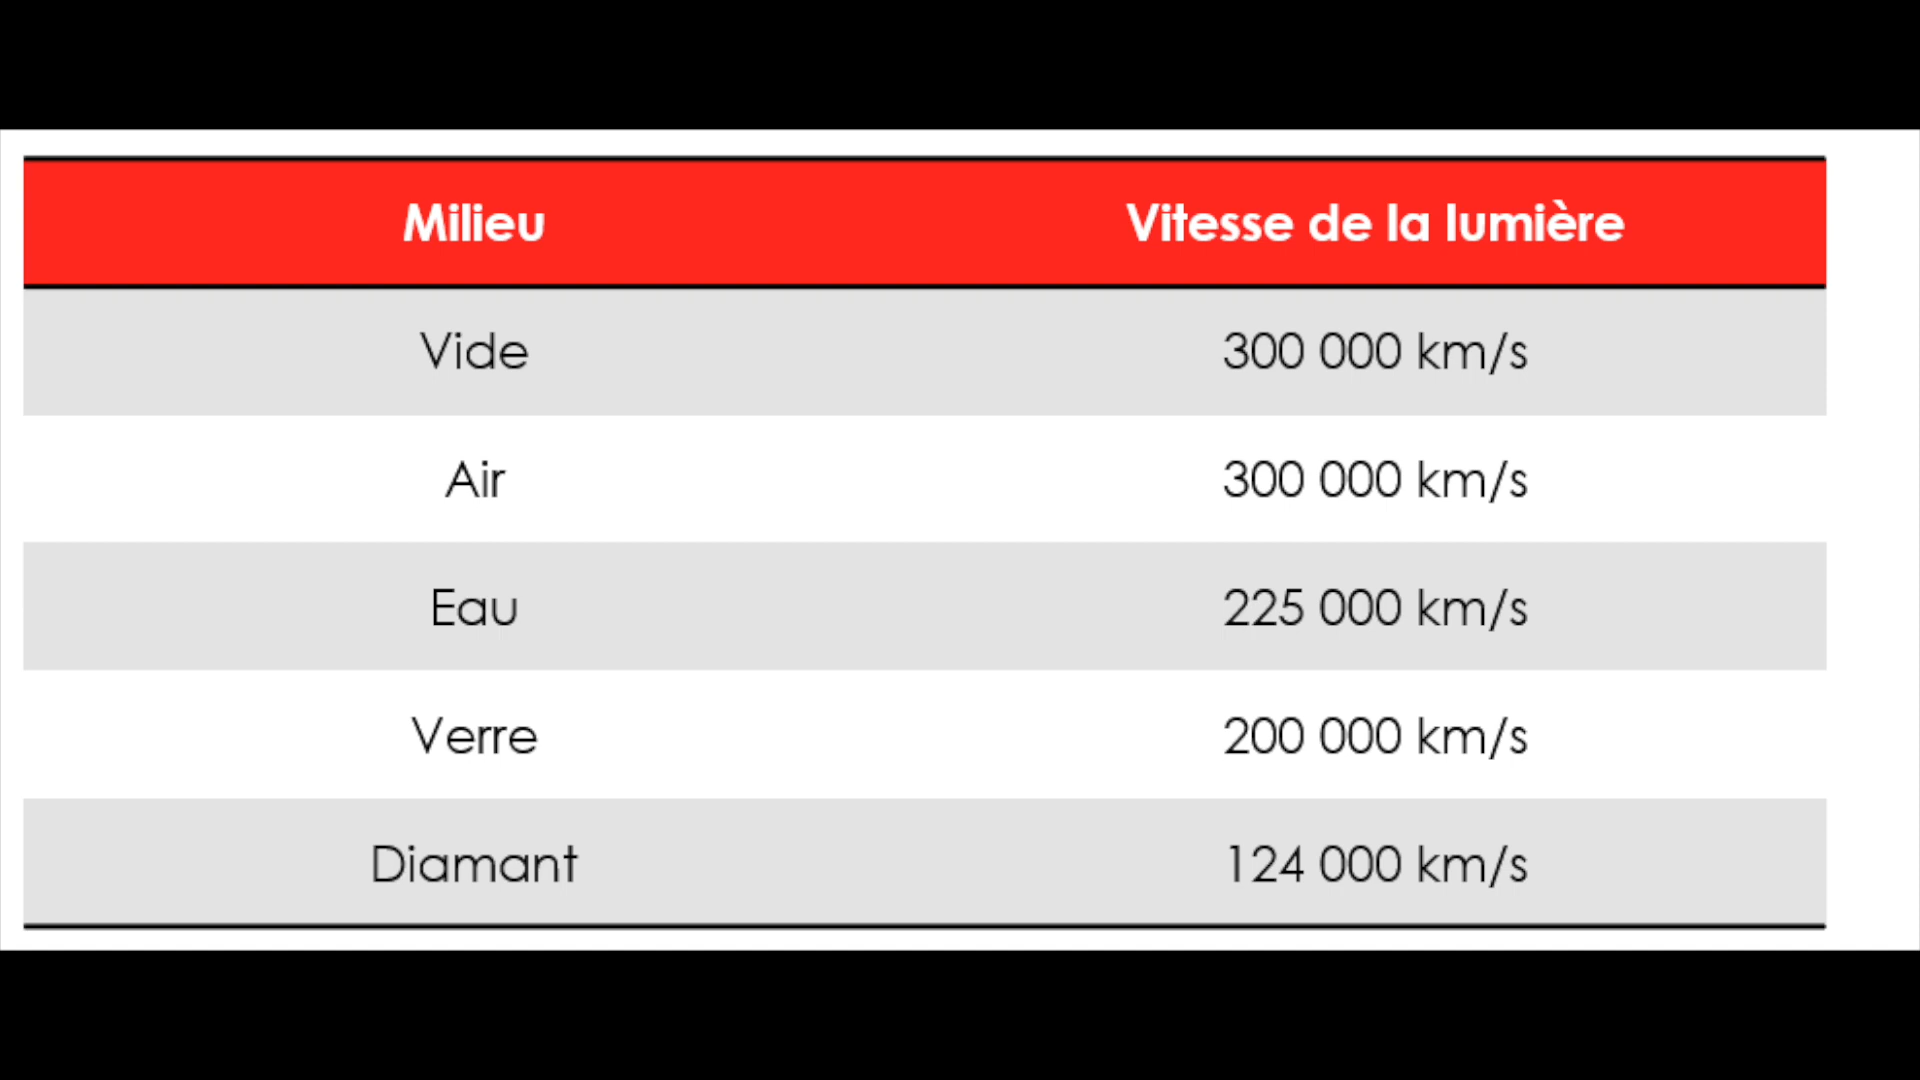 Milieu Vitesse de la lumière
Vide 300 000 km/s
Air 300 000 km/s
Eau 225 000 km/s
Verre 200 000 km/s
Diamant 124 000 km/s